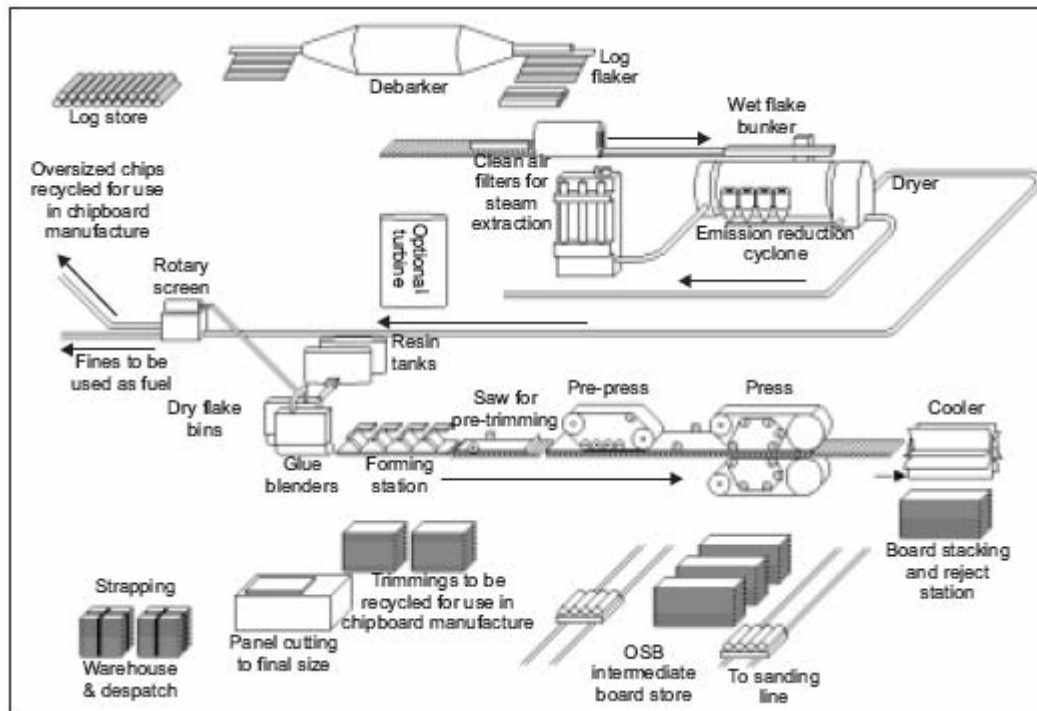 Debarker
Log
flaker
Log store
Wet flake
bunker
Oversized chips
recycled for use
in chipboard
manufacture
Clean air
filters for
steam
extraction
Dryer
Emission reduction
cyclone
Optional
turbine
Rotary
screen
Resin
tanks
Fines to be
used as fuel
Dry flake
bins
Glue
blenders
Forming
station
Saw for
pre-trimming
Pre-press
Press
Cooler
Board stacking
and reject
station
Strapping
Warehouse
& despatch
Panel cutting
to final size
Trimmings to be
recycled for use in
chipboard manufacture
OSB
intermediate
board store
To sanding
line